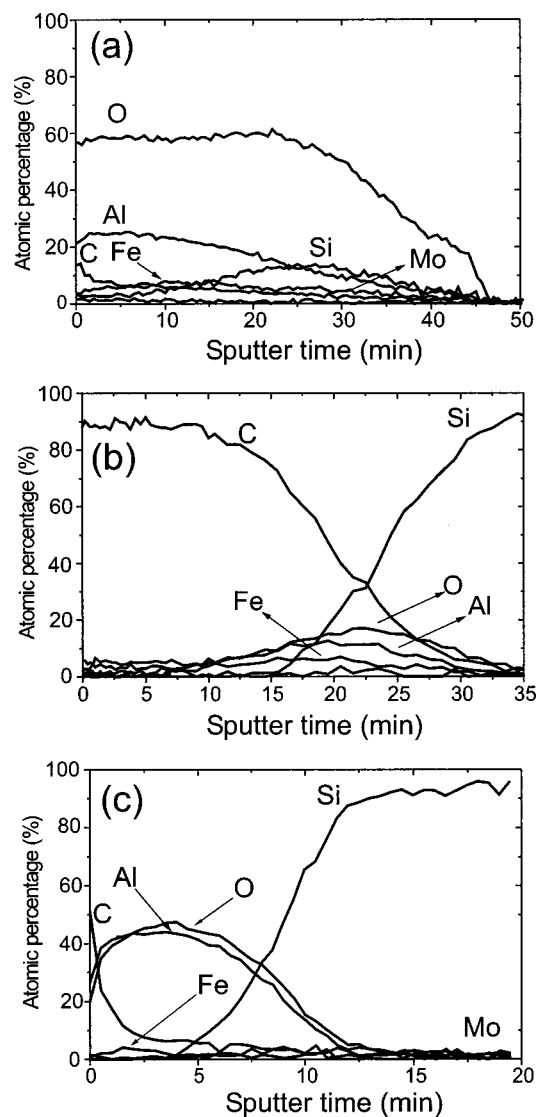 (a)
Atomic percentage (%)
100
80
60
40
20
0
O
Al
C
Fe
Si
Mo
0 10 20 30 40 50
Sputter time (min)
(b)
Atomic percentage (%)
100
80
60
40
20
0
C
Si
Fe
O
Al
0 5 10 15 20 25 30 35
Sputter time (min)
(c)
Atomic percentage (%)
100
80
60
40
20
0
Si
Al
C
O
Fe
Mo
0 5 10 15 20
Sputter time (min)